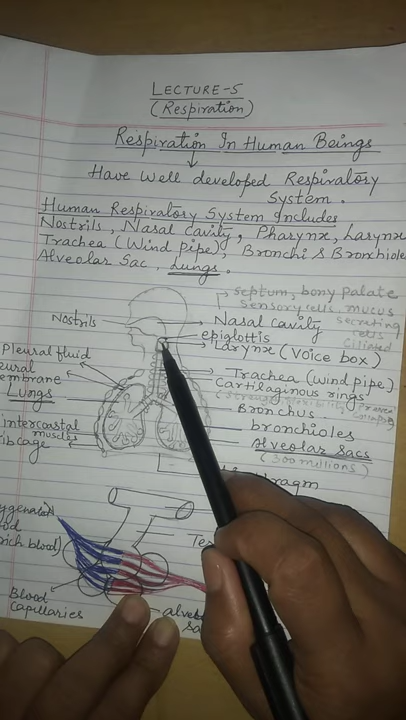 LECTURE-5
(Respiration)
Respiration In Human Beings
Have Well developed Respiratory
System.
Human Respiratory System Includes
Nostrils, Nasal Cavity, Pharynx, Larynx
Trachea (Wind pipe), Bronchi & Bronchiole
Alveolar Sac, Lungs.
septum, bony palate
Sensory cells, mucus
secreting
cells
Ciliated
Nostrils
Nasal cavity
epiglottis
Larynx (Voice box)
Pleural fluid
Trachea (wind pipe)
Cartilaginous rings
Lungs
Bronchus
bronchioles
intercostal
muscles
Alveolar Sacs
(300 millions)
rich blood)
Blood
Capillaries